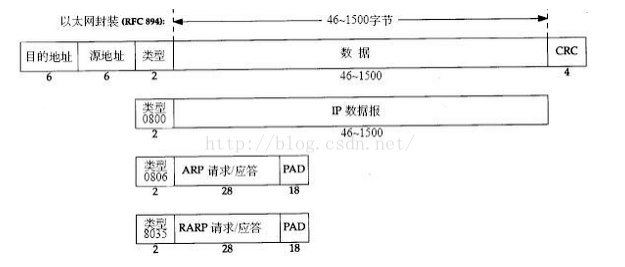 以太网封装 (RFC 894):
46~1500字节
目的地址 源地址 类型 数 据 CRC
6 6 2 46~1500 4
类型 0800 IP 数据报
2 46~1500
http://blog.csdn.net/
类型 0806 ARP 请求/应答 PAD
2 28 18
类型 8035 RARP 请求/应答 PAD
2 28 18